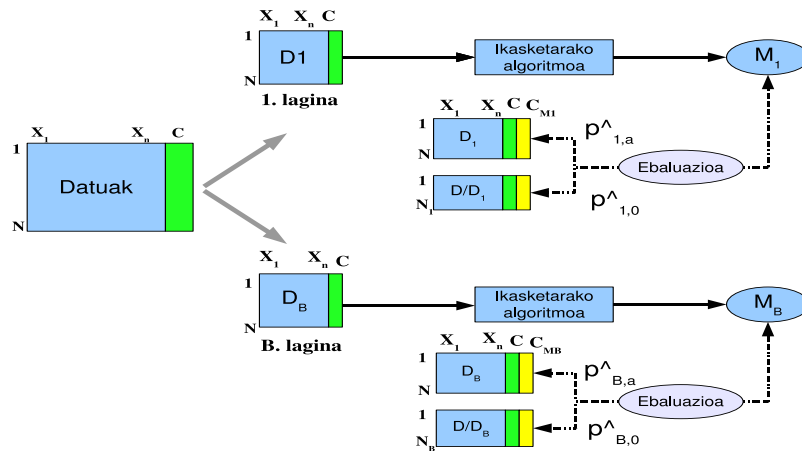 X1 Xn C
1
D1
N
1. lagina
Ikasketarako
algoritmoa
M1
X1 Xn C CM1
1
D1
N
p^1,a
1
D/D1
N1
p^1,0
Ebaluazioa
X1 Xn C
1
Datuak
N
X1 Xn C
1
DB
N
B. lagina
Ikasketarako
algoritmoa
MB
X1 Xn C CMB
1
DB
N
p^B,a
1
D/DB
NB
p^B,0
Ebaluazioa